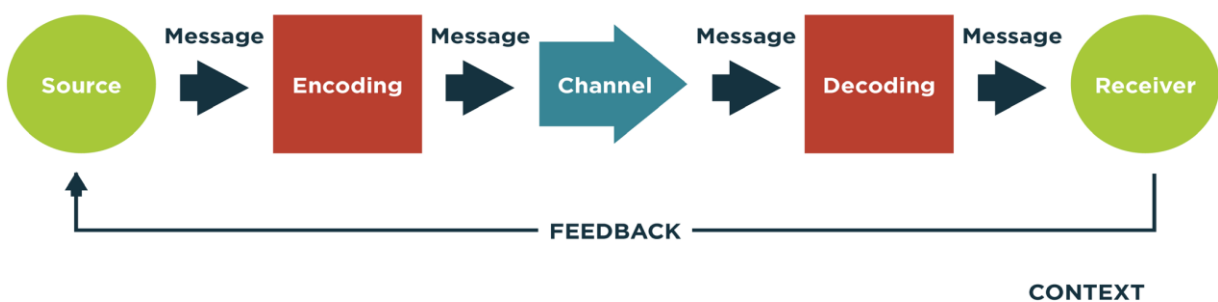 Message Message Message Message
Source Encoding Channel Decoding Receiver
FEEDBACK
CONTEXT